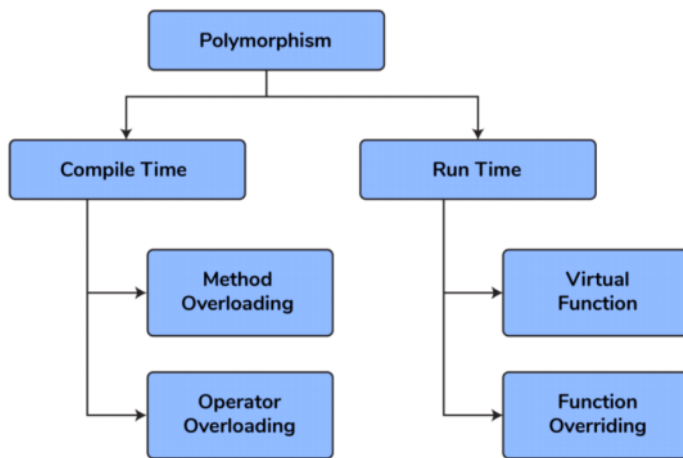 Polymorphism
Compile Time
Run Time
Method
Overloading
Virtual
Function
Operator
Overloading
Function
Overriding